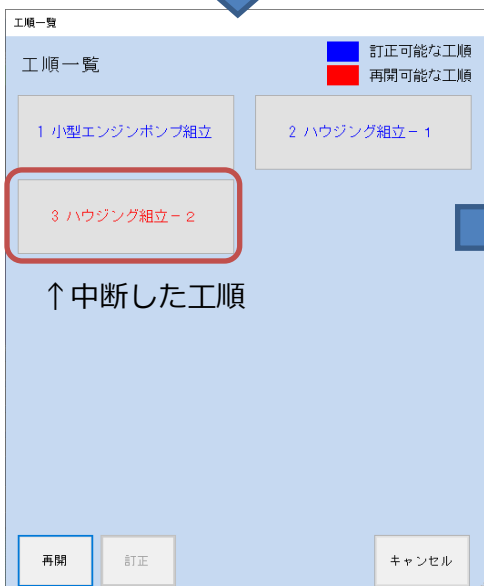 工順一覧
工順一覧
訂正可能な工順
再開可能な工順
1 小型エンジンポンプ組立
2 ハウジング組立－１
3 ハウジング組立－２
↑中断した工順
再開
訂正
キャンセル